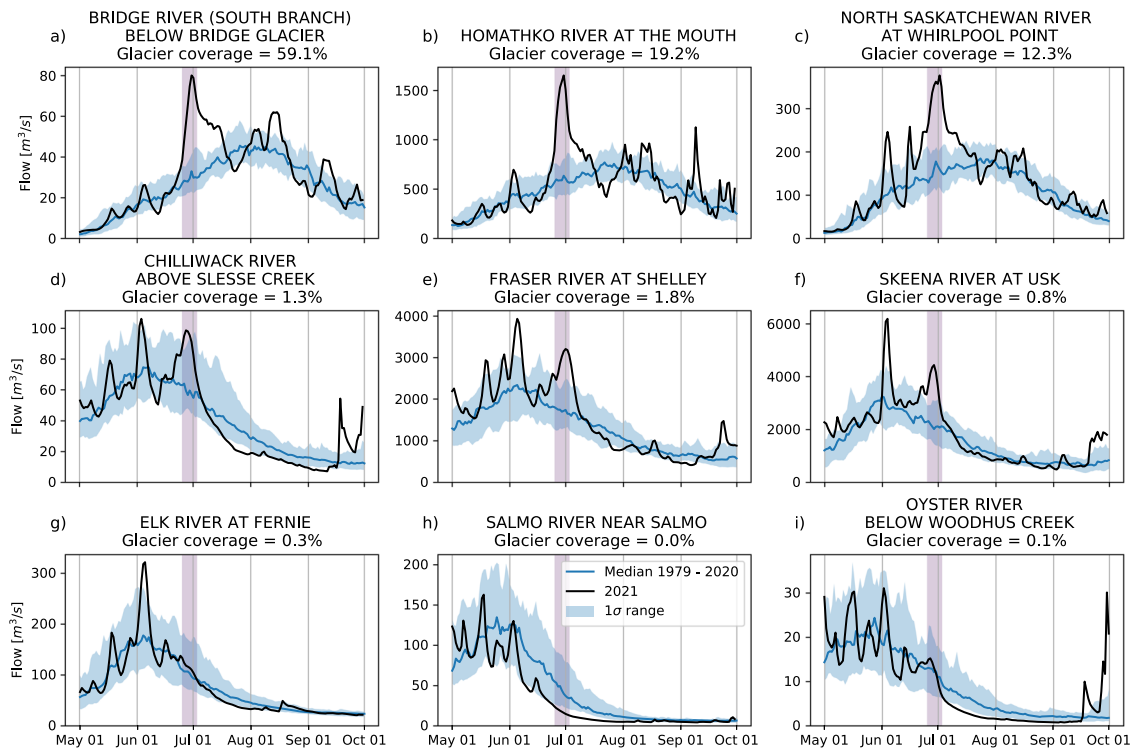 a)
BRIDGE RIVER (SOUTH BRANCH)
BELOW BRIDGE GLACIER
Glacier coverage = 59.1%
80
60
40
20
0
Flow [m³/s]
b)
HOMATHKO RIVER AT THE MOUTH
Glacier coverage = 19.2%
1500
1000
500
0
c)
NORTH SASKATCHEWAN RIVER
AT WHIRLPOOL POINT
Glacier coverage = 12.3%
300
200
100
0
d)
CHILLIWACK RIVER
ABOVE SLESSE CREEK
Glacier coverage = 1.3%
100
80
60
40
20
0
Flow [m³/s]
e)
FRASER RIVER AT SHELLEY
Glacier coverage = 1.8%
4000
3000
2000
1000
0
f)
SKEENA RIVER AT USK
Glacier coverage = 0.8%
6000
4000
2000
0
g)
ELK RIVER AT FERNIE
Glacier coverage = 0.3%
300
200
100
0
Flow [m³/s]
May 01 Jun 01 Jul 01 Aug 01 Sep 01 Oct 01
h)
SALMO RIVER NEAR SALMO
Glacier coverage = 0.0%
200
150
100
50
0
Median 1979 - 2020
2021
1σ range
May 01 Jun 01 Jul 01 Aug 01 Sep 01 Oct 01
i)
OYSTER RIVER
BELOW WOODHUS CREEK
Glacier coverage = 0.1%
30
20
10
0
May 01 Jun 01 Jul 01 Aug 01 Sep 01 Oct 01